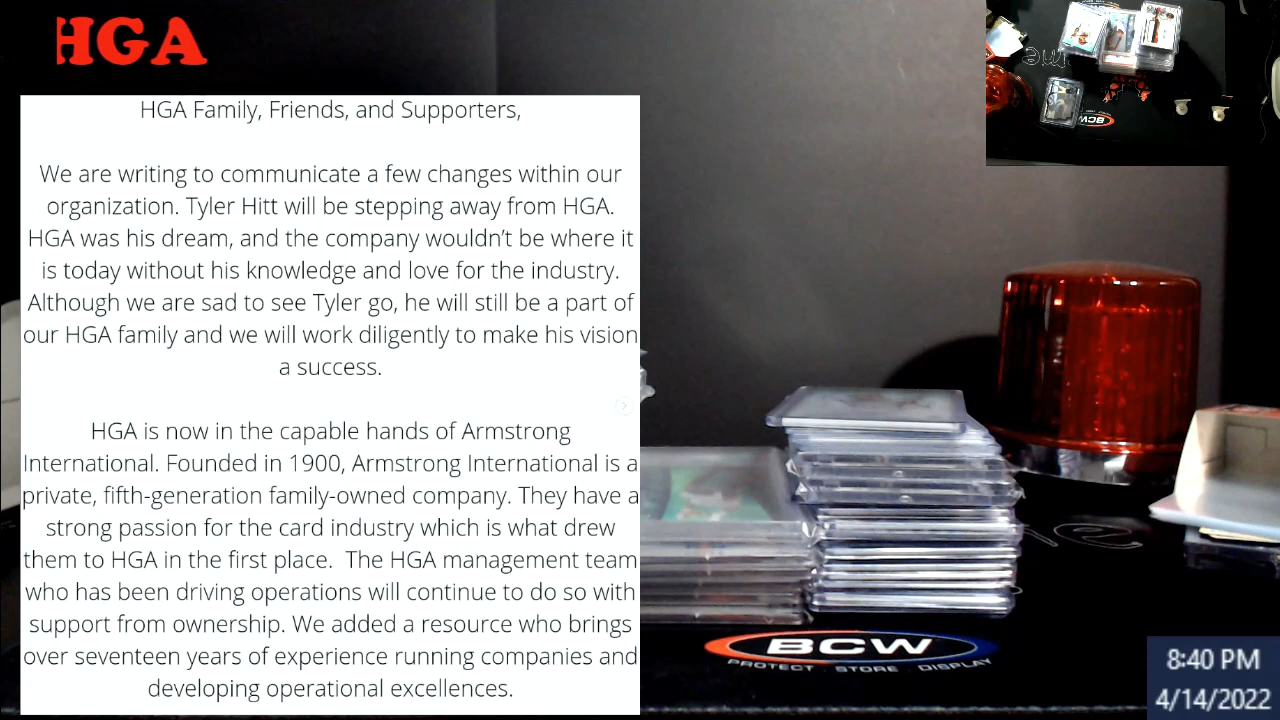 HGA
HGA Family, Friends, and Supporters,
We are writing to communicate a few changes within our
organization. Tyler Hitt will be stepping away from HGA.
HGA was his dream, and the company wouldn't be where it
is today without his knowledge and love for the industry.
Although we are sad to see Tyler go, he will still be a part of
our HGA family and we will work diligently to make his vision
a success.
HGA is now in the capable hands of Armstrong
International. Founded in 1900, Armstrong International is a
private, fifth-generation family-owned company. They have a
strong passion for the card industry which is what drew
them to HGA in the first place.  The HGA management team
who has been driving operations will continue to do so with
support from ownership. We added a resource who brings
over seventeen years of experience running companies and
developing operational excellences.
BCW
PROTECT · STORE · DISPLAY
BCW
8:40 PM
4/14/2022